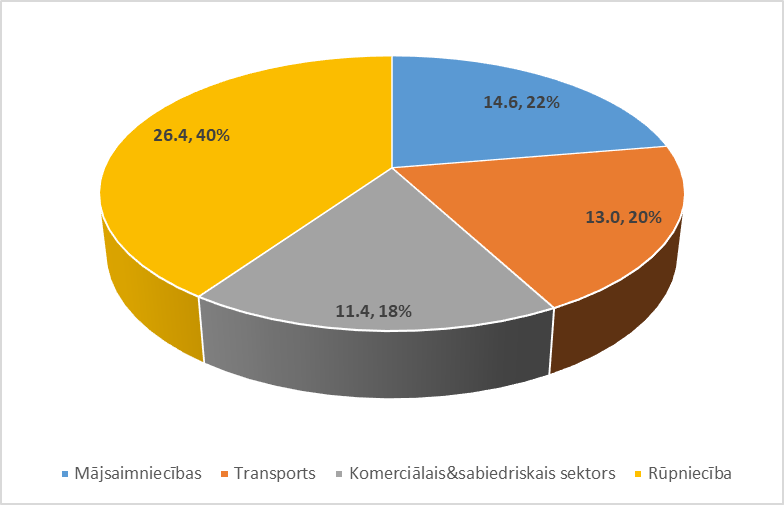 14.6, 22%
26.4, 40%
13.0, 20%
11.4, 18%
Mājsaimniecības Transports Komerciālais&sabiedriskais sektors Rūpniecība